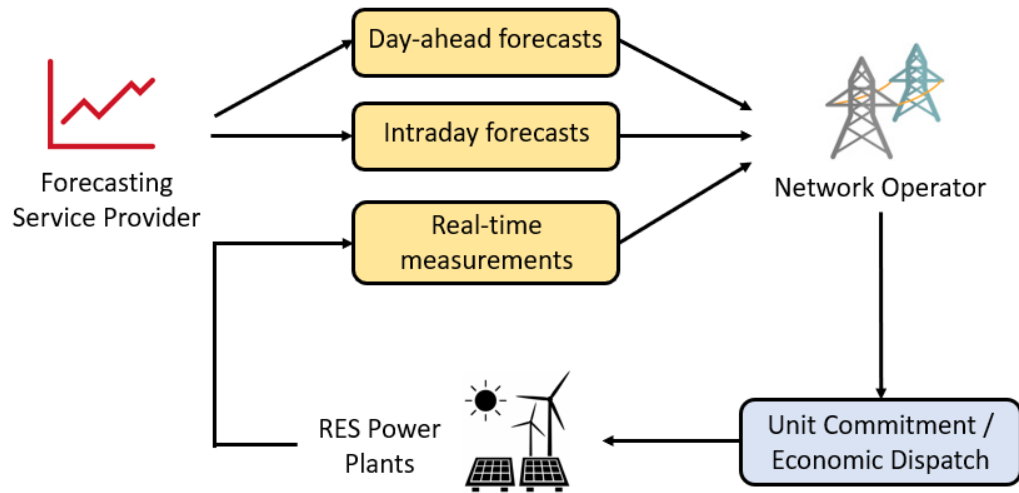 Day-ahead forecasts
Intraday forecasts
Forecasting
Service Provider
Network Operator
Real-time
measurements
RES Power
Plants
Unit Commitment /
Economic Dispatch